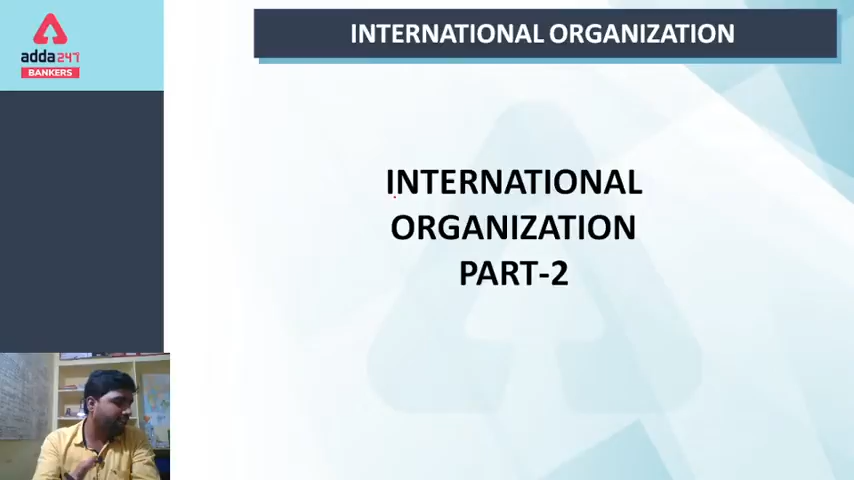 adda247
BANKERS
INTERNATIONAL ORGANIZATION
INTERNATIONAL
ORGANIZATION
PART-2